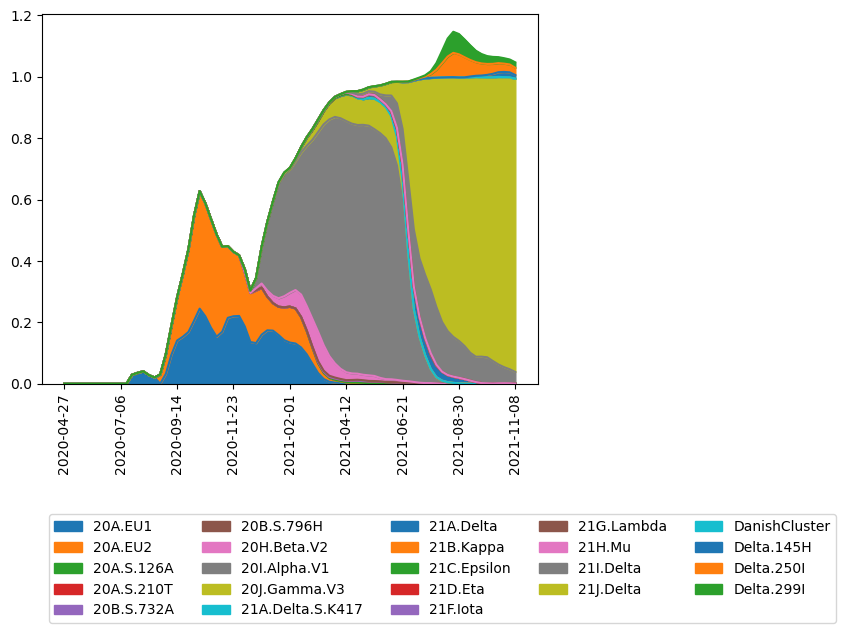 1.2
1.0
0.8
0.6
0.4
0.2
0.0
2020-04-27
2020-07-06
2020-09-14
2020-11-23
2021-02-01
2021-04-12
2021-06-21
2021-08-30
2021-11-08
20A.EU1
20A.EU2
20A.S.126A
20A.S.210T
20B.S.732A
20B.S.796H
20H.Beta.V2
20I.Alpha.V1
20J.Gamma.V3
21A.Delta.S.K417
21A.Delta
21B.Kappa
21C.Epsilon
21D.Eta
21F.Iota
21G.Lambda
21H.Mu
21I.Delta
21J.Delta
DanishCluster
Delta.145H
Delta.250I
Delta.299I